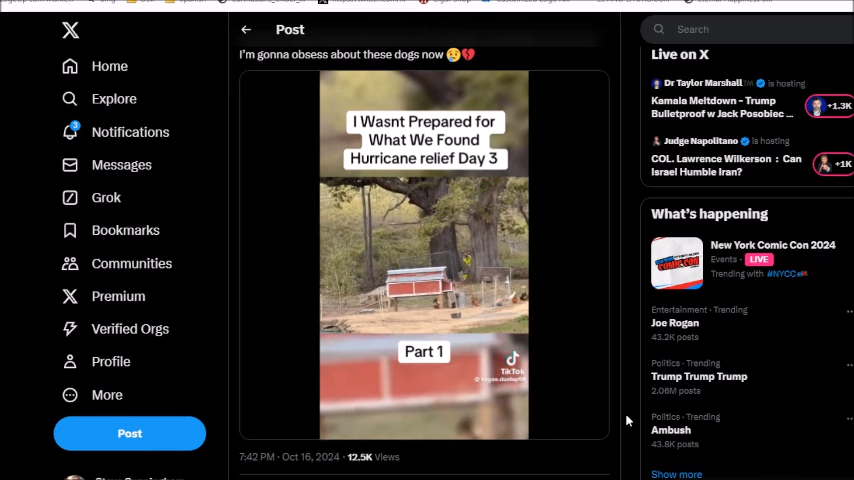 Post
Search
I'm gonna obsess about these dogs now 😢💔
Home
Explore
3
Notifications
Messages
Grok
Bookmarks
Communities
Premium
Verified Orgs
Profile
More
Post
I Wasnt Prepared for
What We Found
Hurricane relief Day 3
Part 1
TikTok
7:42 PM · Oct 16, 2024 · 12.5K Views
Live on X
Dr Taylor Marshall™ is hosting
Kamala Meltdown - Trump
Bulletproof w Jack Posobiec ...
+1.3K
Judge Napolitano is hosting
COL. Lawrence Wilkerson : Can
Israel Humble Iran?
+1K
What's happening
New York Comic Con 2024
Events · LIVE
Trending with #NYCC
Entertainment · Trending
Joe Rogan
43.2K posts
Politics · Trending
Trump Trump Trump
2.06M posts
Politics · Trending
Ambush
43.8K posts
Show more